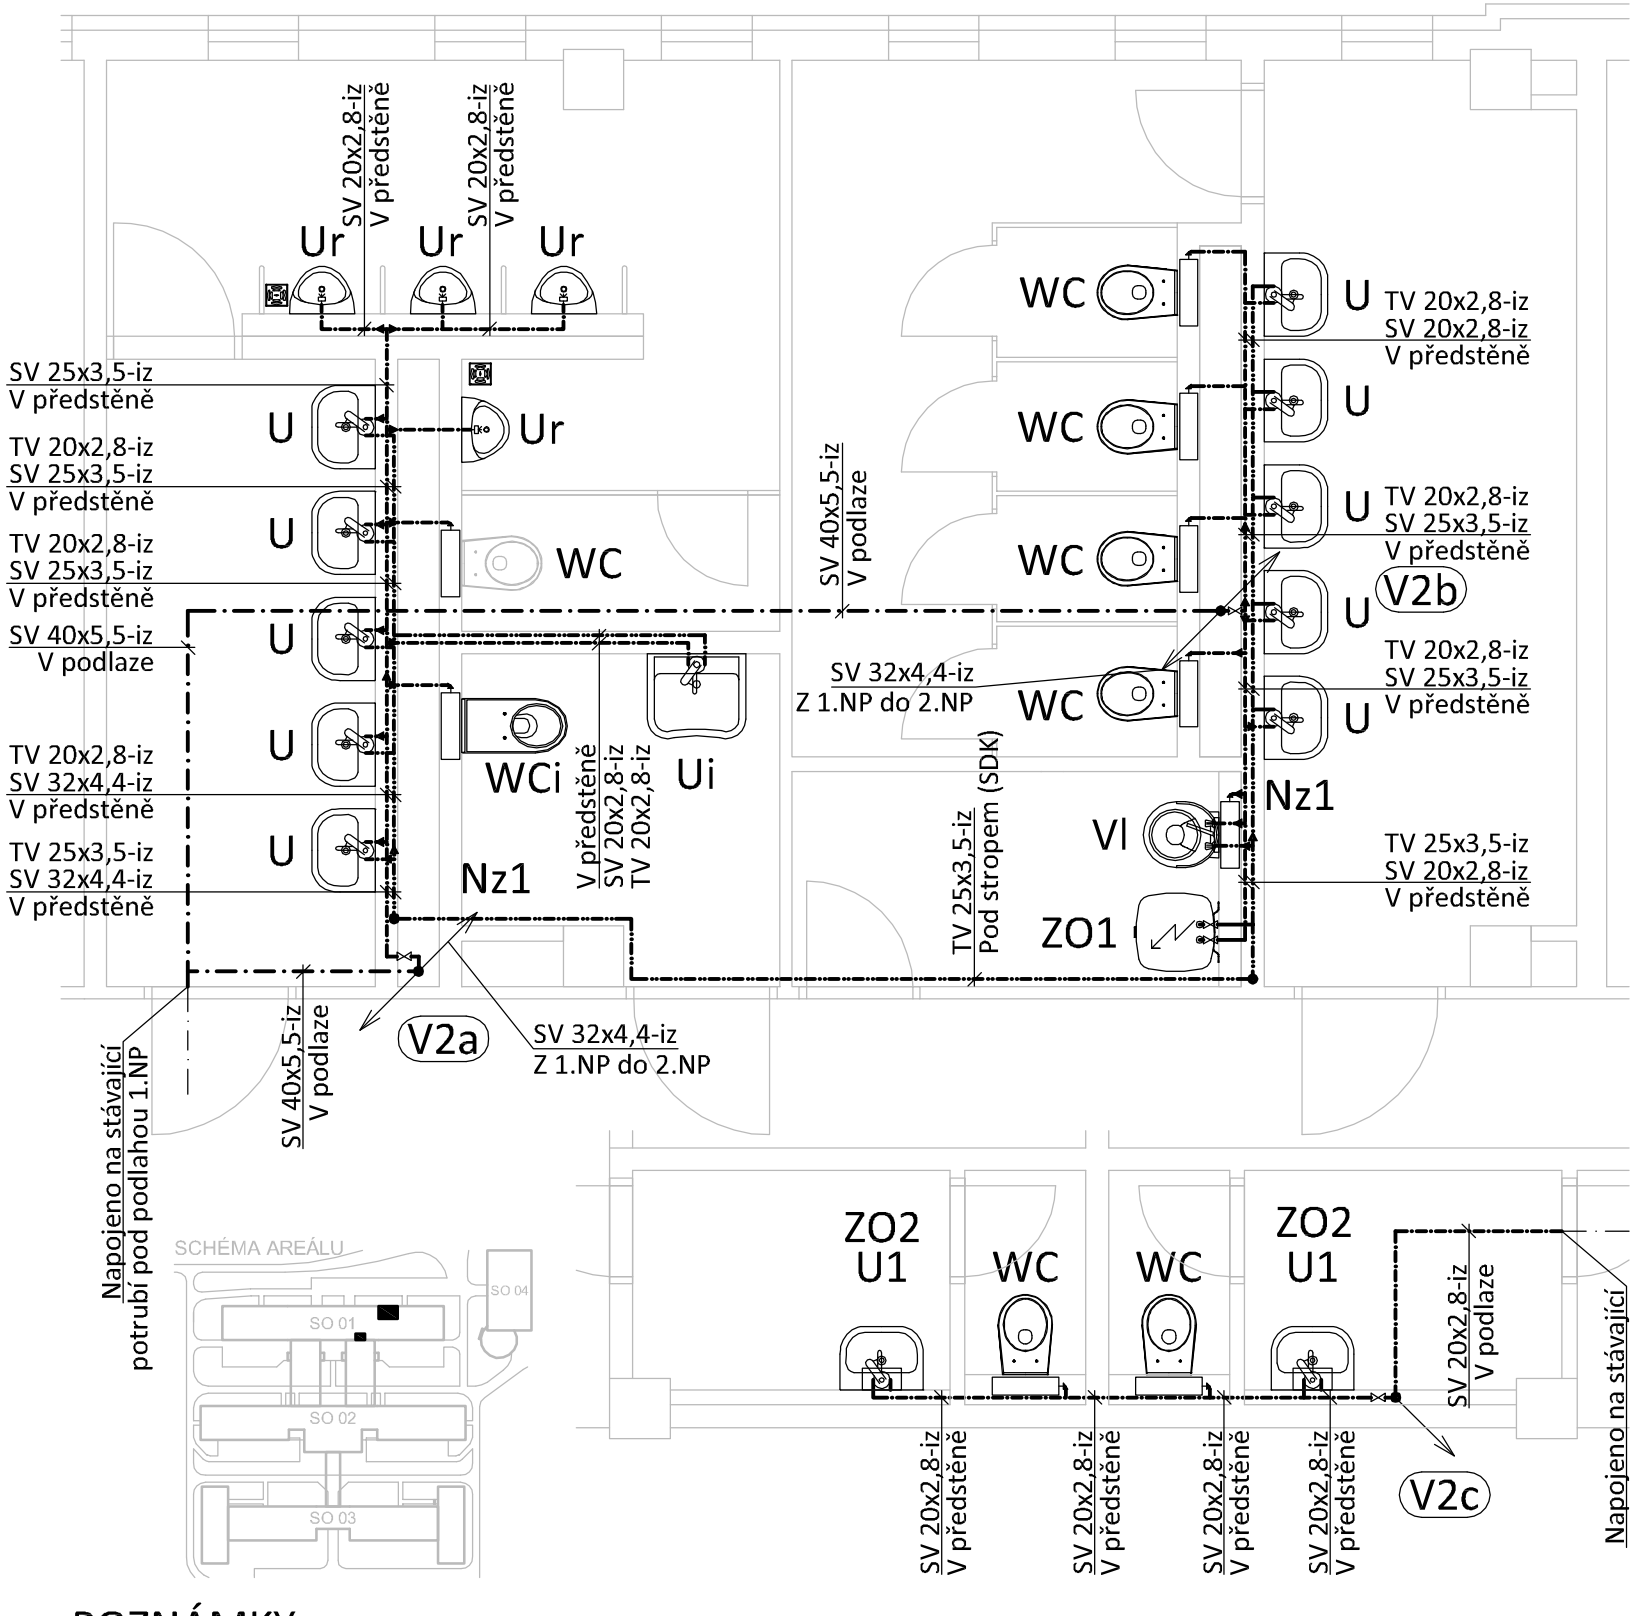 SV 20x2,8-iz
V předstěně
SV 20x2,8-iz
V předstěně
Ur
Ur
Ur
SV 25x3,5-iz
V předstěně
U
TV 20x2,8-iz
SV 25x3,5-iz
V předstěně
U
TV 20x2,8-iz
SV 25x3,5-iz
V předstěně
U
SV 40x5,5-iz
V podlaze
U
TV 20x2,8-iz
SV 32x4,4-iz
V předstěně
U
TV 25x3,5-iz
SV 32x4,4-iz
V předstěně
Ur
WC
WCi
V předstěně
SV 20x2,8-iz
TV 20x2,8-iz
Ui
Nz1
V2a
SV 32x4,4-iz
Z 1.NP do 2.NP
SV 40x5,5-iz
V podlaze
Napojeno na stávající
potrubí pod podlahou 1.NP
SV 40x5,5-iz
V podlaze
WC
WC
WC
WC
SV 32x4,4-iz
Z 1.NP do 2.NP
TV 25x3,5-iz
Pod stropem (SDK)
U
TV 20x2,8-iz
SV 20x2,8-iz
V předstěně
U
U
TV 20x2,8-iz
SV 25x3,5-iz
V předstěně
V2b
U
TV 20x2,8-iz
SV 25x3,5-iz
V předstěně
U
Nz1
Vl
TV 25x3,5-iz
SV 20x2,8-iz
V předstěně
ZO1
ZO2
U1
WC
WC
ZO2
U1
SV 20x2,8-iz
V podlaze
Napojeno na stávající
SV 20x2,8-iz
V předstěně
SV 20x2,8-iz
V předstěně
SV 20x2,8-iz
V předstěně
SV 20x2,8-iz
V předstěně
V2c
SCHÉMA AREÁLU
SO 04
SO 01
SO 02
SO 03
POZNÁMKY